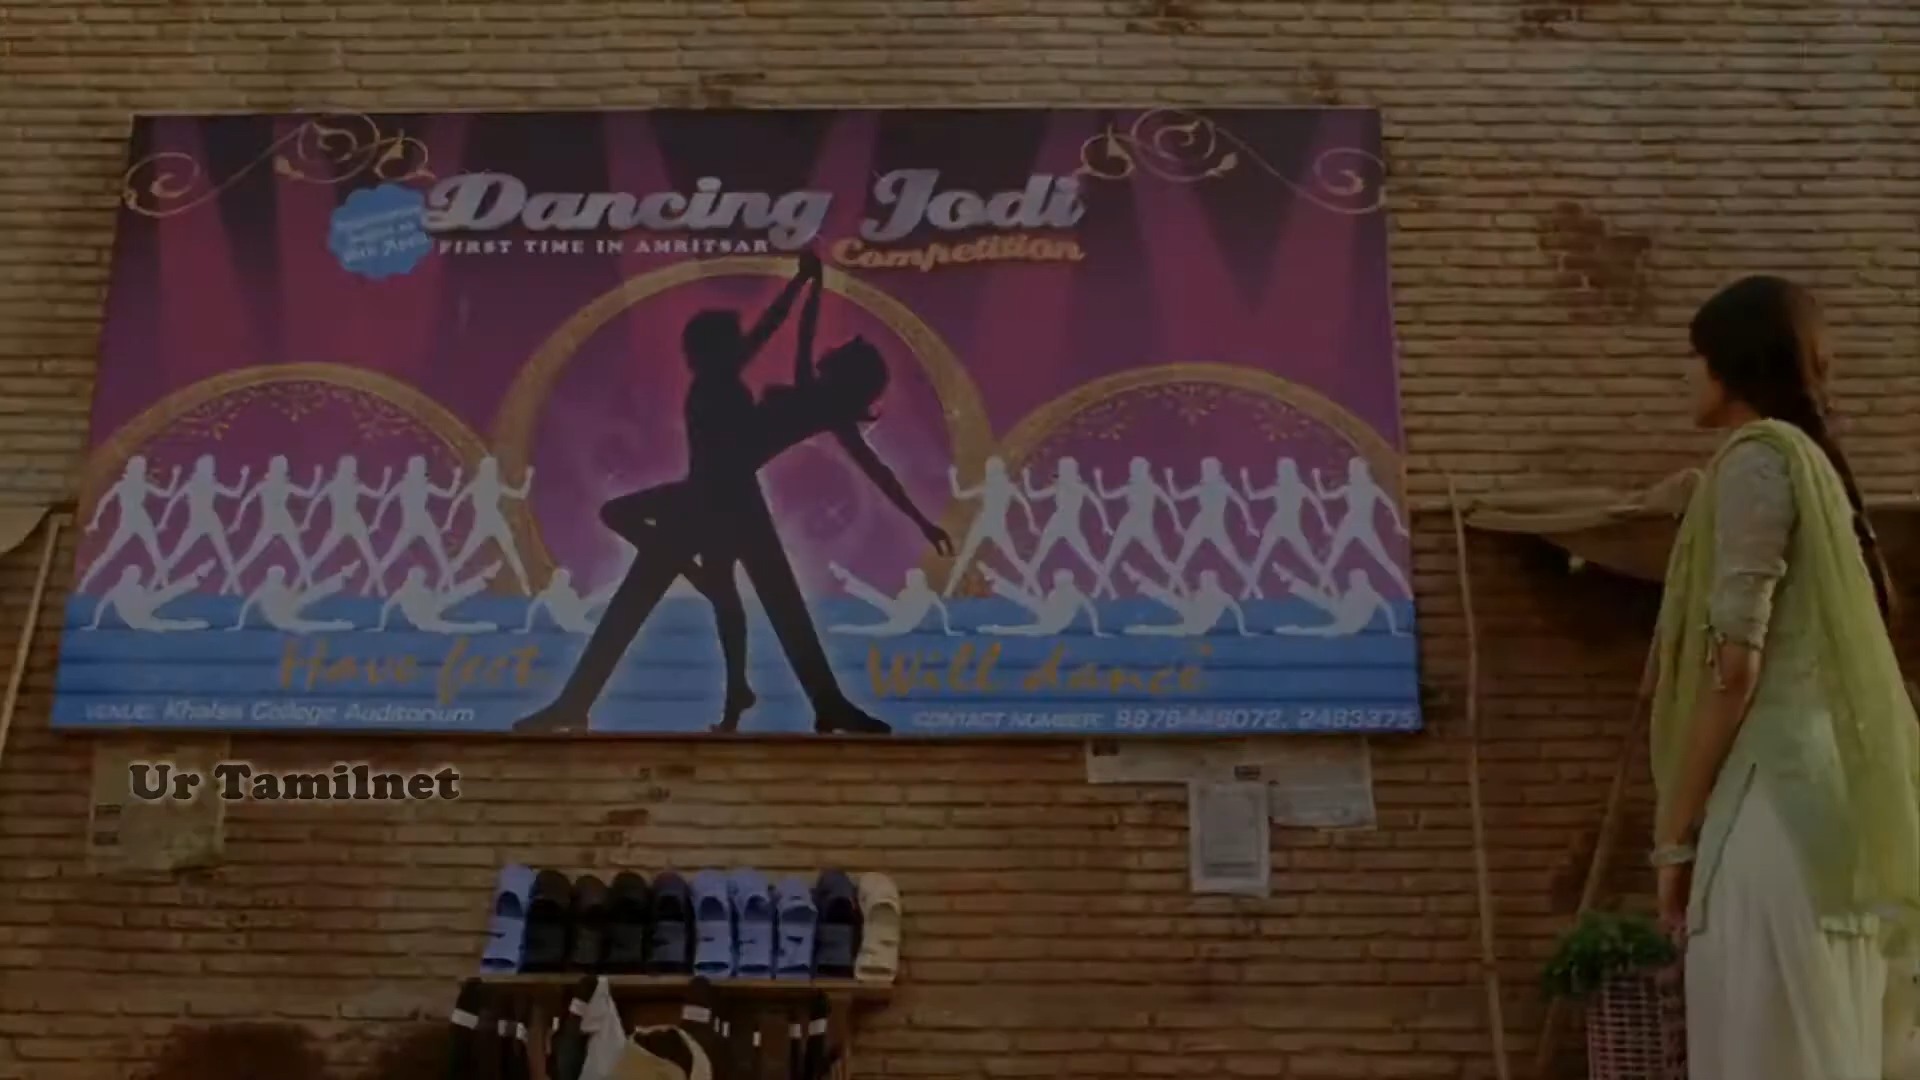 Dancing Jodi
FIRST TIME IN AMRITSAR
Competition
Have feet
Will dance
VENUE: Khalsa College Auditorium
CONTACT NUMBER: 9876446072, 2483375
Ur Tamilnet